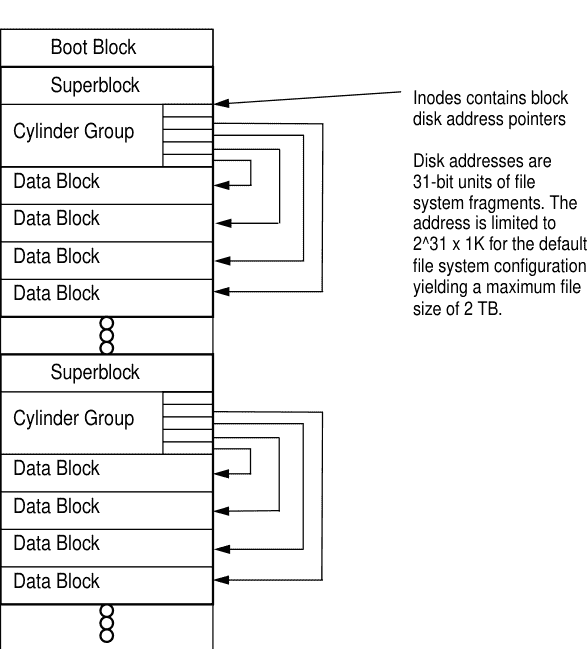 Boot Block
Superblock
Cylinder Group
Data Block
Data Block
Data Block
Data Block
Superblock
Cylinder Group
Data Block
Data Block
Data Block
Data Block
Inodes contains block
disk address pointers
Disk addresses are
31-bit units of file
system fragments. The
address is limited to
2^31 x 1K for the default
file system configuration
yielding a maximum file
size of 2 TB.